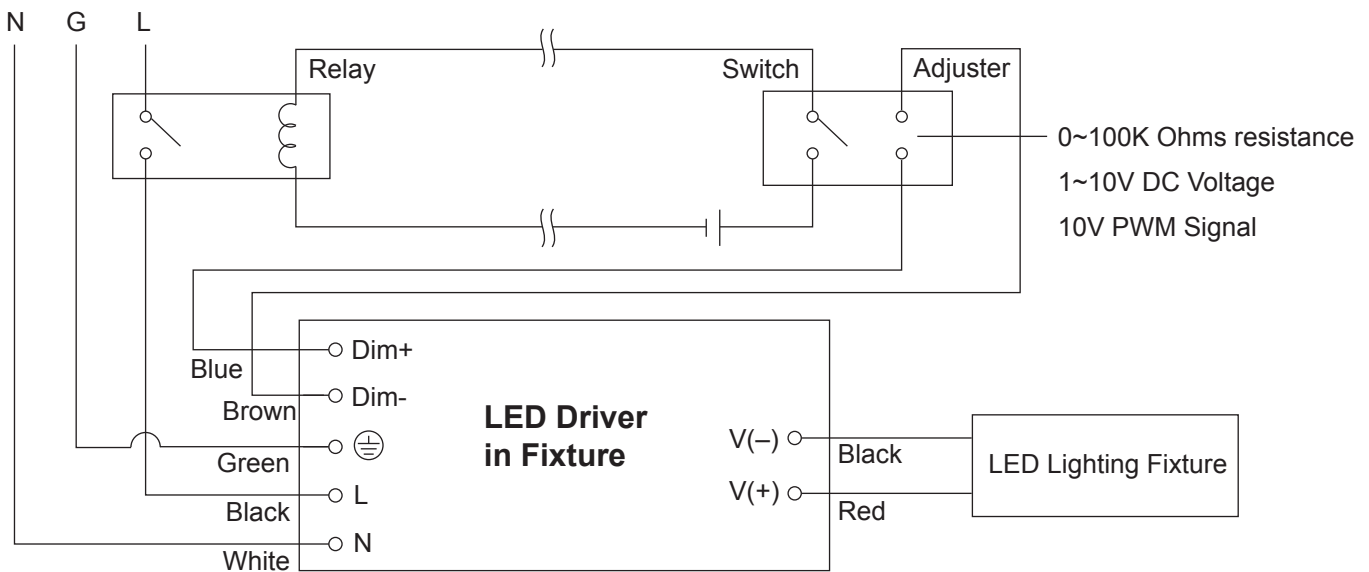 N G L
Relay
Switch
Adjuster
0~100K Ohms resistance
1~10V DC Voltage
10V PWM Signal
Blue
Dim+
Brown
Dim-
Green
Black
L
White
N
LED Driver
in Fixture
V(–)
Black
V(+)
Red
LED Lighting Fixture